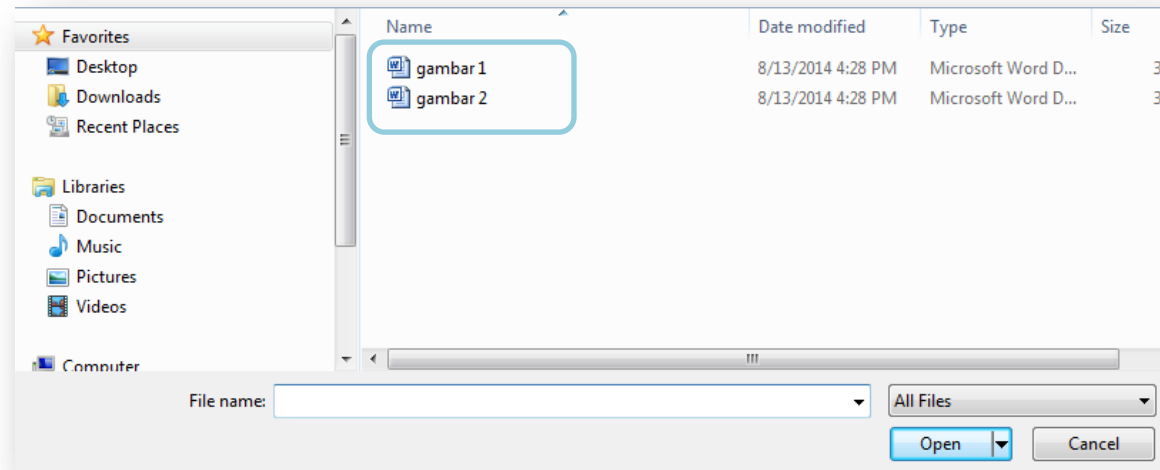 Name Date modified Type Size
Favorites
Desktop
Downloads
Recent Places
Libraries
Documents
Music
Pictures
Videos
Computer
gambar 1 8/13/2014 4:28 PM Microsoft Word D... 3
gambar 2 8/13/2014 4:28 PM Microsoft Word D... 3
File name: All Files
Open Cancel